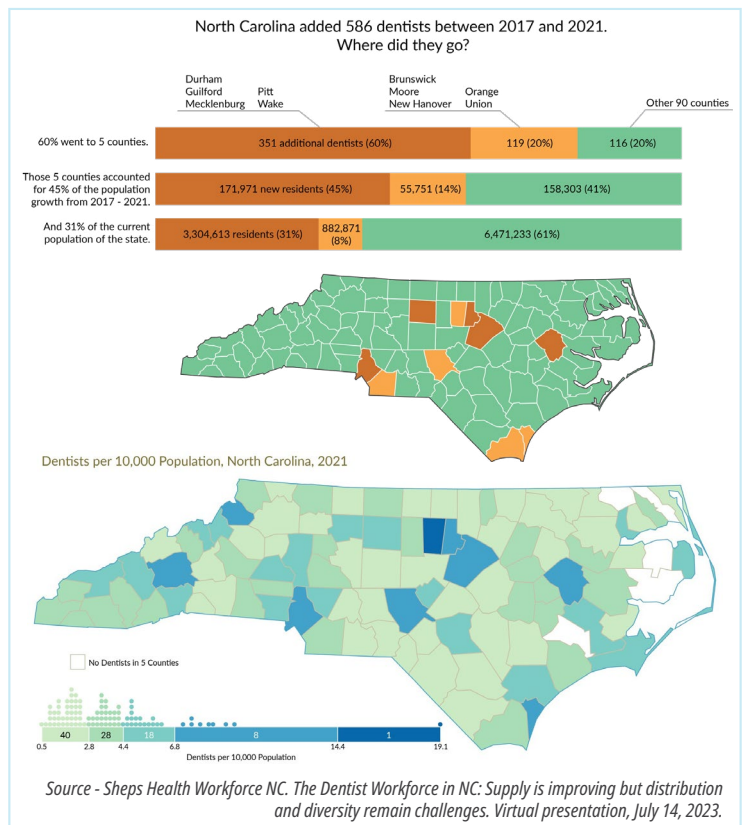 North Carolina added 586 dentists between 2017 and 2021.
Where did they go?
Durham
Guilford Pitt
Mecklenburg Wake
Brunswick
Moore Orange
New Hanover Union
Other 90 counties
60% went to 5 counties.
351 additional dentists (60%)
119 (20%)
116 (20%)
Those 5 counties accounted
for 45% of the population
growth from 2017 - 2021.
171,971 new residents (45%)
55,751 (14%)
158,303 (41%)
And 31% of the current
population of the state.
3,304,613 residents (31%)
882,871
(8%)
6,471,233 (61%)
Dentists per 10,000 Population, North Carolina, 2021
No Dentists in 5 Counties
40 28 18 8 1
0.5 2.8 4.4 6.8 14.4 19.1
Dentists per 10,000 Population
Source - Sheps Health Workforce NC. The Dentist Workforce in NC: Supply is improving but distribution
and diversity remain challenges. Virtual presentation, July 14, 2023.